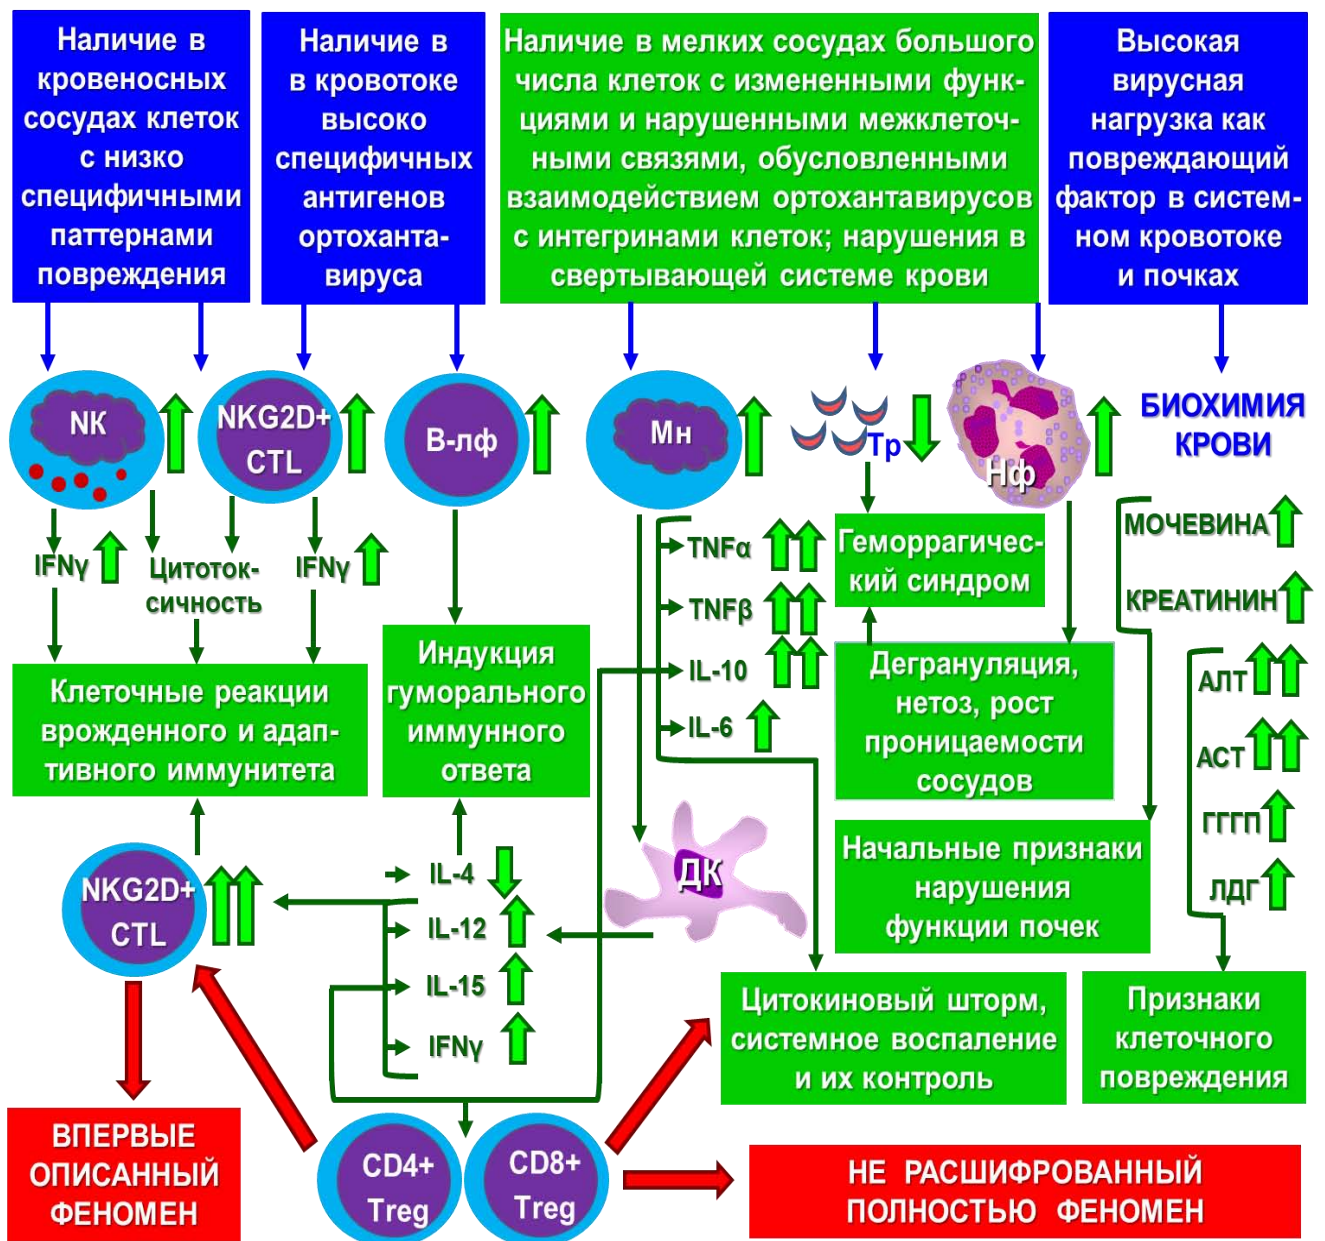 Наличие в
кровеносных
сосудах клеток
с низко
специфичными
паттернами
повреждения
Наличие в
в кровотоке
высоко
специфичных
антигенов
ортоханта-
вируса
Наличие в мелких сосудах большого
числа клеток с измененными функ-
циями и нарушенными межклеточ-
ными связями, обусловленными
взаимодействием ортохантавирусов
с интегринами клеток; нарушения в
свертывающей системе крови
Высокая
вирусная
нагрузка как
повреждающий
фактор в систем-
ном кровотоке
и почках
NК
NKG2D+
CTL
В-лф
Мн
Тр
Нф
БИОХИМИЯ
КРОВИ
IFNγ
Цитоток-
сичность
IFNγ
TNFα
TNFβ
IL-10
IL-6
Геморрагичес-
кий синдром
МОЧЕВИНА
КРЕАТИНИН
АЛТ
АСТ
ГГГП
ЛДГ
Клеточные реакции
врожденного и адап-
тивного иммунитета
Индукция
гуморального
иммунного
ответа
Дегрануляция,
нетоз, рост
проницаемости
сосудов
Начальные признаки
нарушения
функции почек
NKG2D+
CTL
IL-4
IL-12
IL-15
IFNγ
ДК
Цитокиновый шторм,
системное воспаление
и их контроль
Признаки
клеточного
повреждения
ВПЕРВЫЕ
ОПИСАННЫЙ
ФЕНОМЕН
CD4+
Treg
CD8+
Treg
НЕ РАСШИФРОВАННЫЙ
ПОЛНОСТЬЮ ФЕНОМЕН